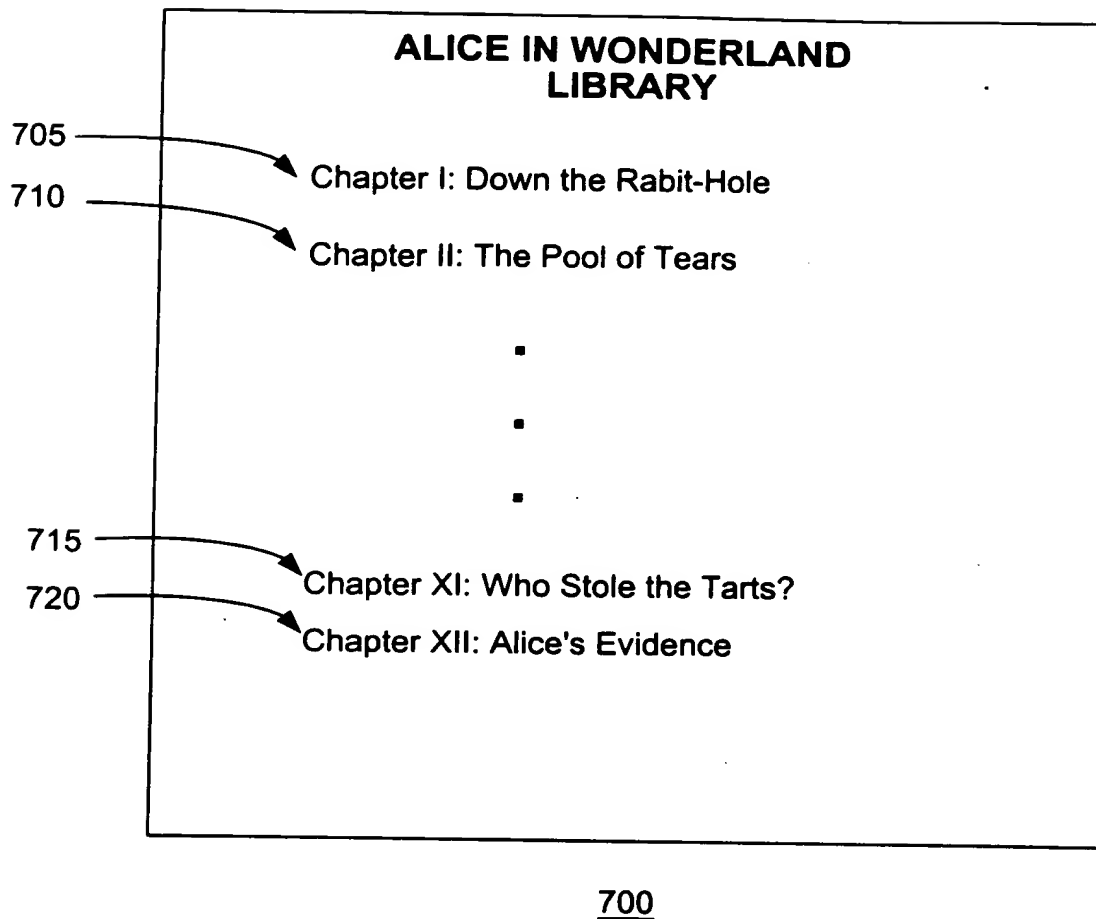 ALICE IN WONDERLAND
LIBRARY
705
Chapter I: Down the Rabit-Hole
710
Chapter II: The Pool of Tears
715
Chapter XI: Who Stole the Tarts?
720
Chapter XII: Alice's Evidence
700